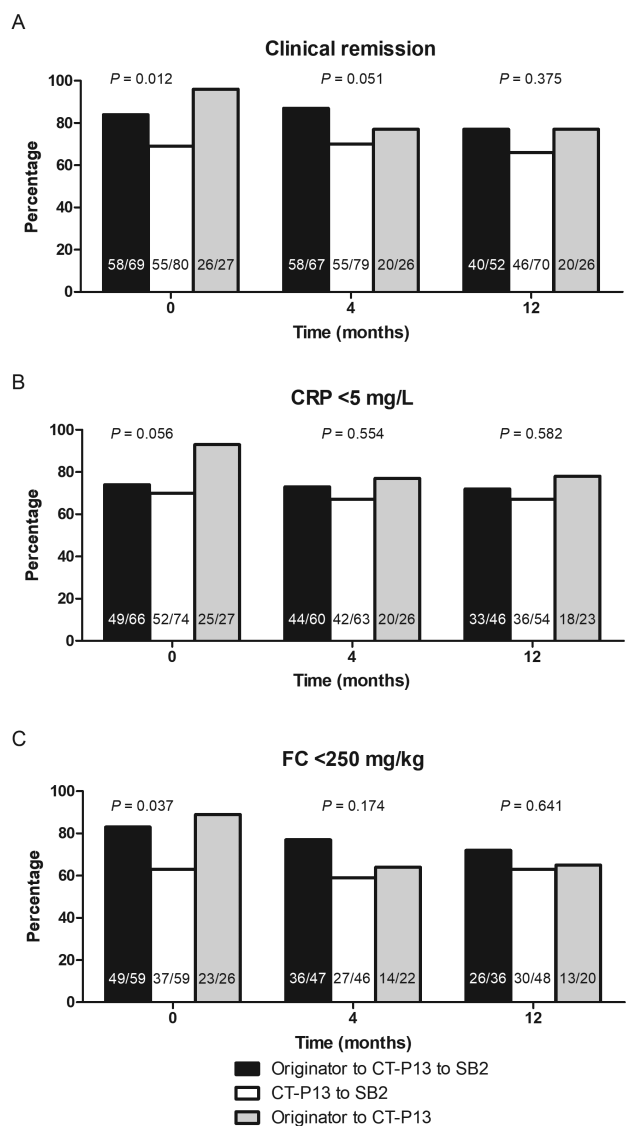 A
Clinical remission
P = 0.012 P = 0.051 P = 0.375
100
80
60
40
20
0
Percentage
58/69 55/80 26/27 58/67 55/79 20/26 40/52 46/70 20/26
0 4 12
Time (months)
B
CRP <5 mg/L
P = 0.056 P = 0.554 P = 0.582
100
80
60
40
20
0
Percentage
49/66 52/74 25/27 44/60 42/63 20/26 33/46 36/54 18/23
0 4 12
Time (months)
C
FC <250 mg/kg
P = 0.037 P = 0.174 P = 0.641
100
80
60
40
20
0
Percentage
49/59 37/59 23/26 36/47 27/46 14/22 26/36 30/48 13/20
0 4 12
Time (months)
Originator to CT-P13 to SB2
CT-P13 to SB2
Originator to CT-P13